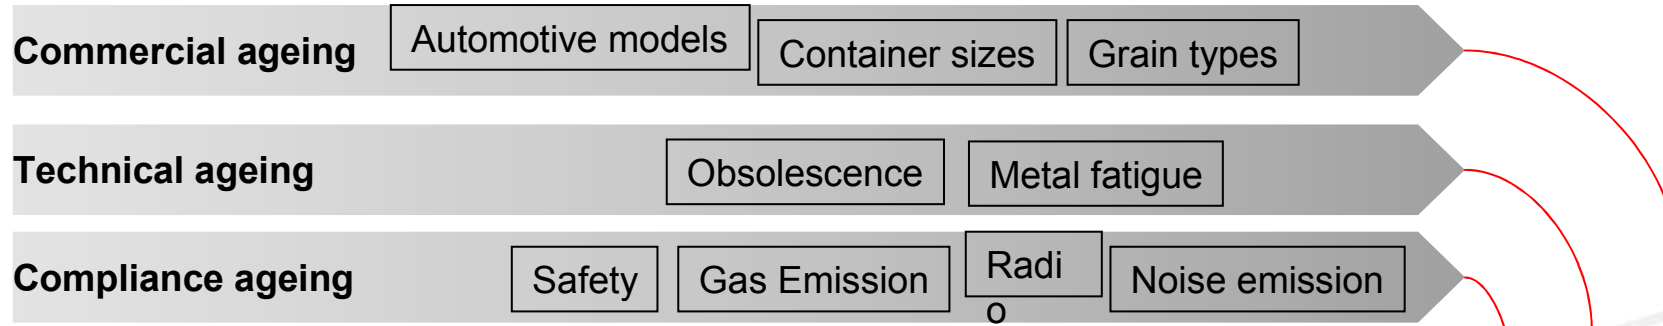 Commercial ageing
Automotive models
Container sizes
Grain types
Technical ageing
Obsolescence
Metal fatigue
Compliance ageing
Safety
Gas Emission
Radi
o
Noise emission